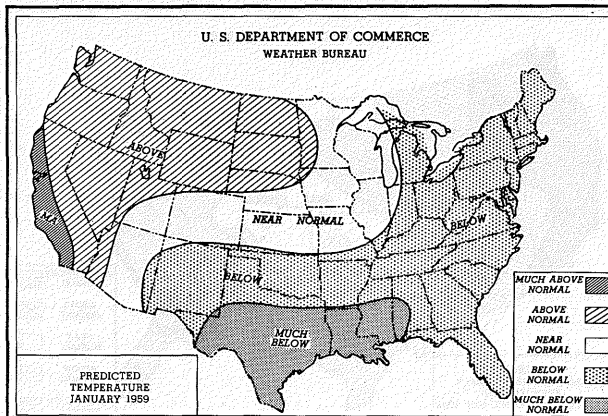 U. S. DEPARTMENT OF COMMERCE
WEATHER BUREAU
ABOVE
MA
NEAR NORMAL
BELOW
BELOW
MUCH
BELOW
MUCH ABOVE
NORMAL
ABOVE
NORMAL
NEAR
NORMAL
BELOW
NORMAL
MUCH BELOW
NORMAL
PREDICTED
TEMPERATURE
JANUARY 1959